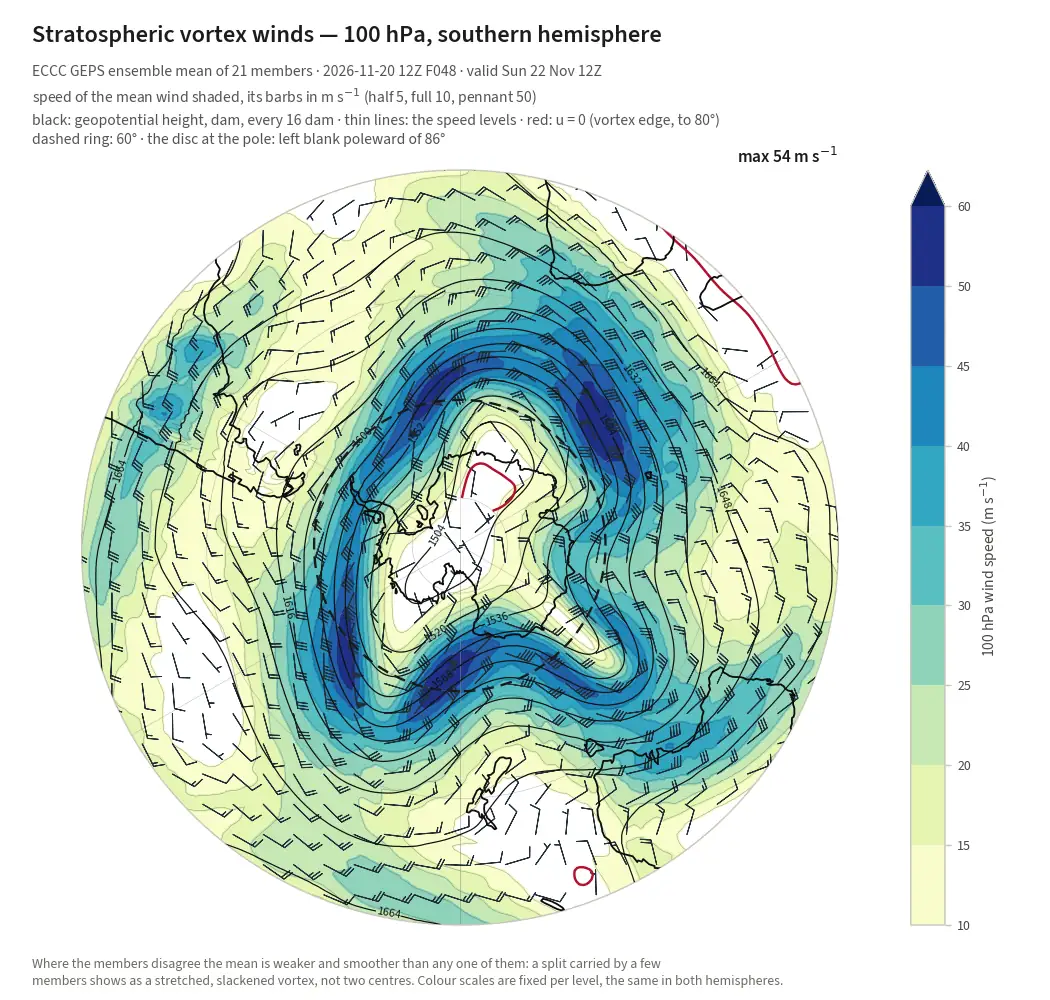 Stratospheric vortex winds — 100 hPa, southern hemisphere
ECCC GEPS ensemble mean of 21 members · 2026-11-20 12Z F048 · valid Sun 22 Nov 12Z
speed of the mean wind shaded, its barbs in m s⁻¹ (half 5, full 10, pennant 50)
black: geopotential height, dam, every 16 dam · thin lines: the speed levels · red: u = 0 (vortex edge, to 80°)
dashed ring: 60° · the disc at the pole: left blank poleward of 86°
max 54 m s⁻¹
60
50
45
40
35
30
25
20
15
10
100 hPa wind speed (m s⁻¹)
1632
1664
1664
1648
1504
1616
1520
1536
1664
Where the members disagree the mean is weaker and smoother than any one of them: a split carried by a few
members shows as a stretched, slackened vortex, not two centres. Colour scales are fixed per level, the same in both hemispheres.